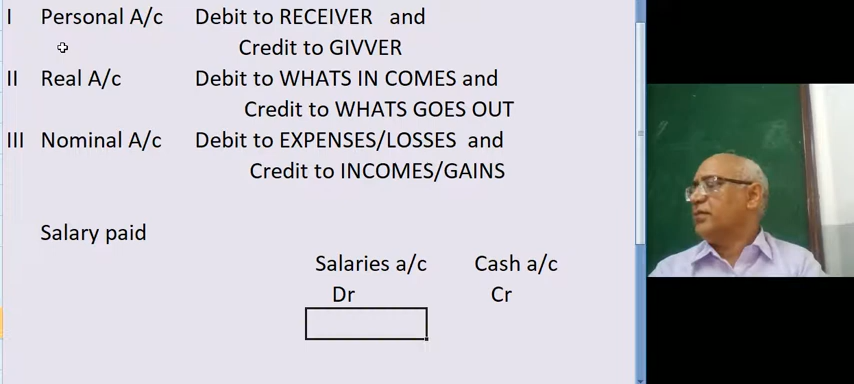 I Personal A/c Debit to RECEIVER and
Credit to GIVVER
II Real A/c Debit to WHATS IN COMES and
Credit to WHATS GOES OUT
III Nominal A/c Debit to EXPENSES/LOSSES and
Credit to INCOMES/GAINS
Salary paid
Salaries a/c Cash a/c
Dr Cr